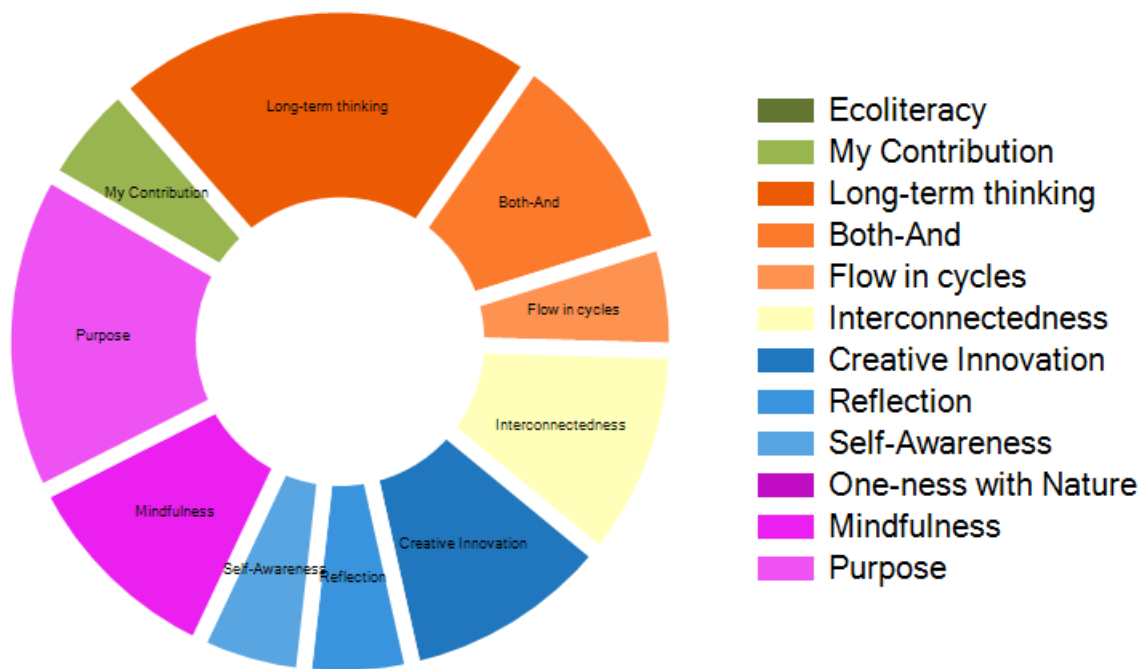 Long-term thinking
Both-And
Flow in cycles
Interconnectedness
Creative Innovation
Reflection
Self-Awareness
Mindfulness
Purpose
My Contribution
Ecoliteracy
My Contribution
Long-term thinking
Both-And
Flow in cycles
Interconnectedness
Creative Innovation
Reflection
Self-Awareness
One-ness with Nature
Mindfulness
Purpose